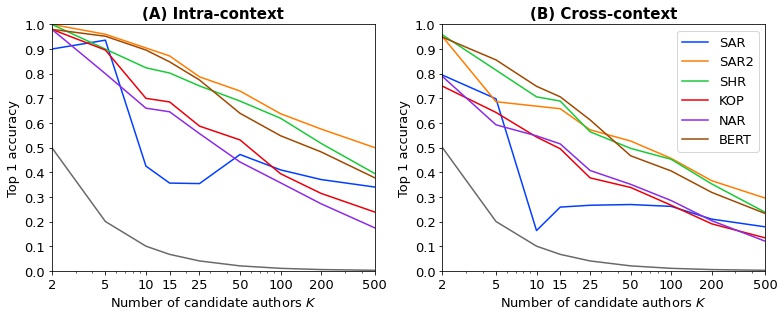 (A) Intra-context
1.0
0.9
0.8
0.7
0.6
0.5
0.4
0.3
0.2
0.1
0.0
Top 1 accuracy
2 5 10 15 25 50 100 200 500
Number of candidate authors K
(B) Cross-context
1.0
0.9
0.8
0.7
0.6
0.5
0.4
0.3
0.2
0.1
0.0
Top 1 accuracy
2 5 10 15 25 50 100 200 500
Number of candidate authors K
SAR
SAR2
SHR
KOP
NAR
BERT